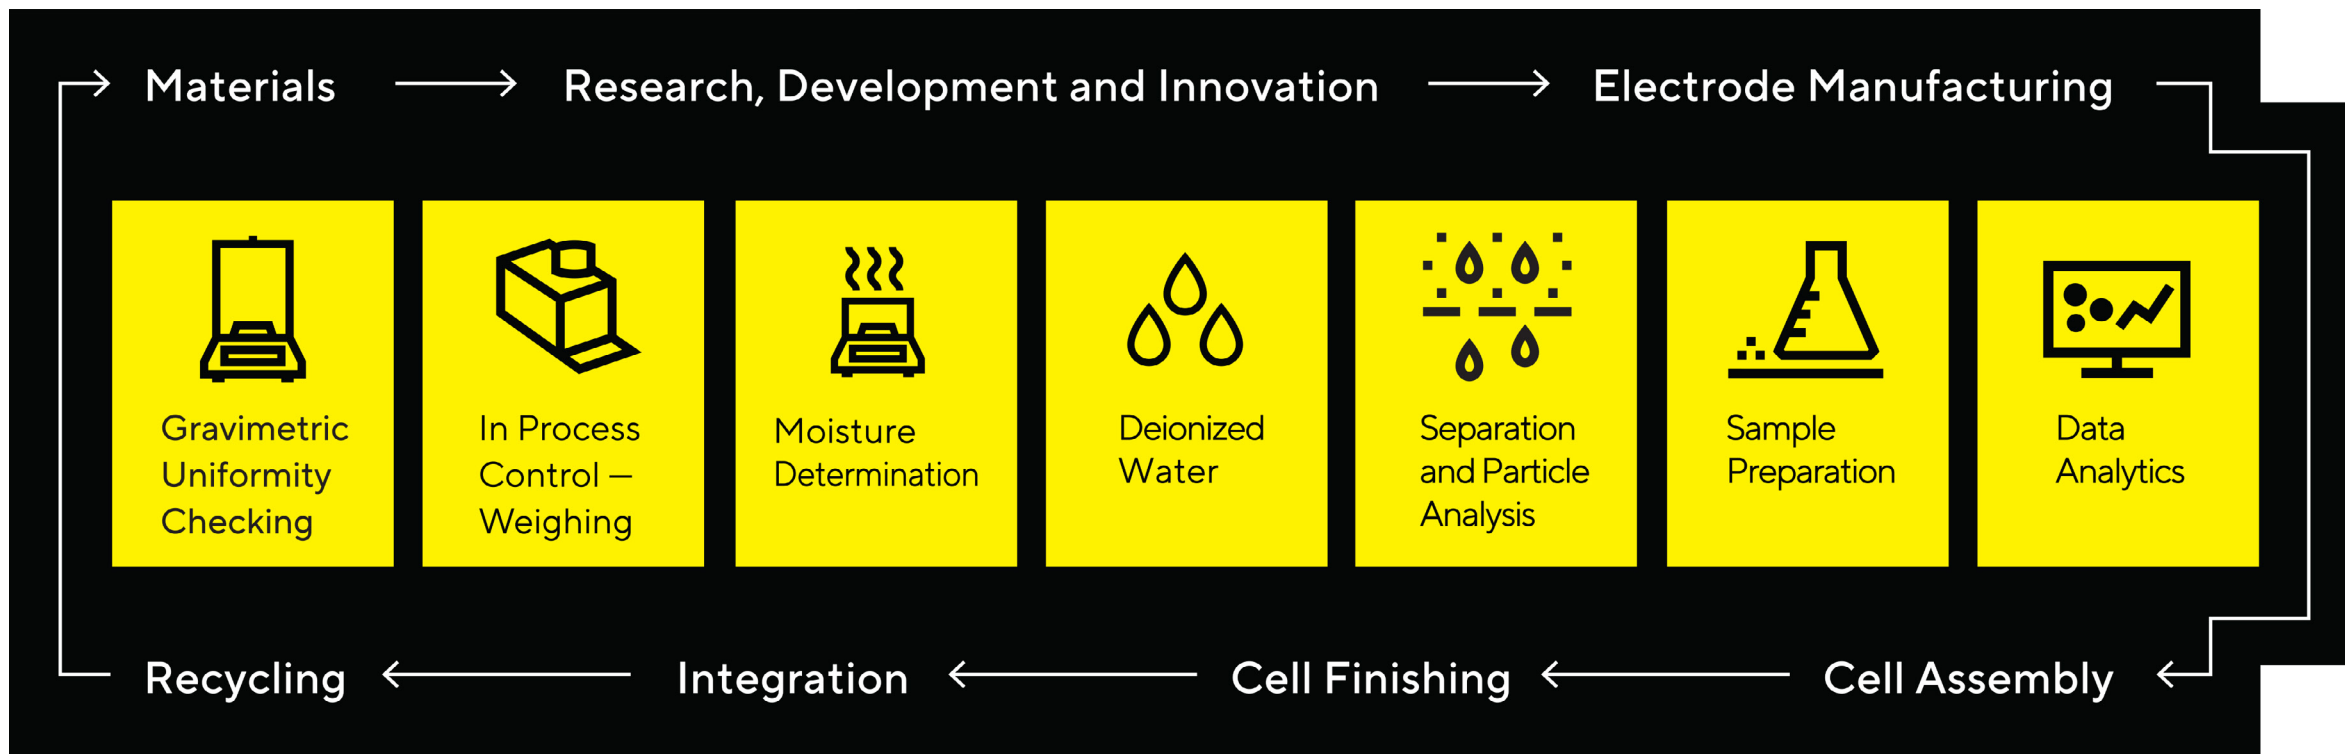 Materials
Research, Development and Innovation
Electrode Manufacturing
Gravimetric
Uniformity
Checking
In Process
Control –
Weighing
Moisture
Determination
Deionized
Water
Separation
and Particle
Analysis
Sample
Preparation
Data
Analytics
Recycling
Integration
Cell Finishing
Cell Assembly